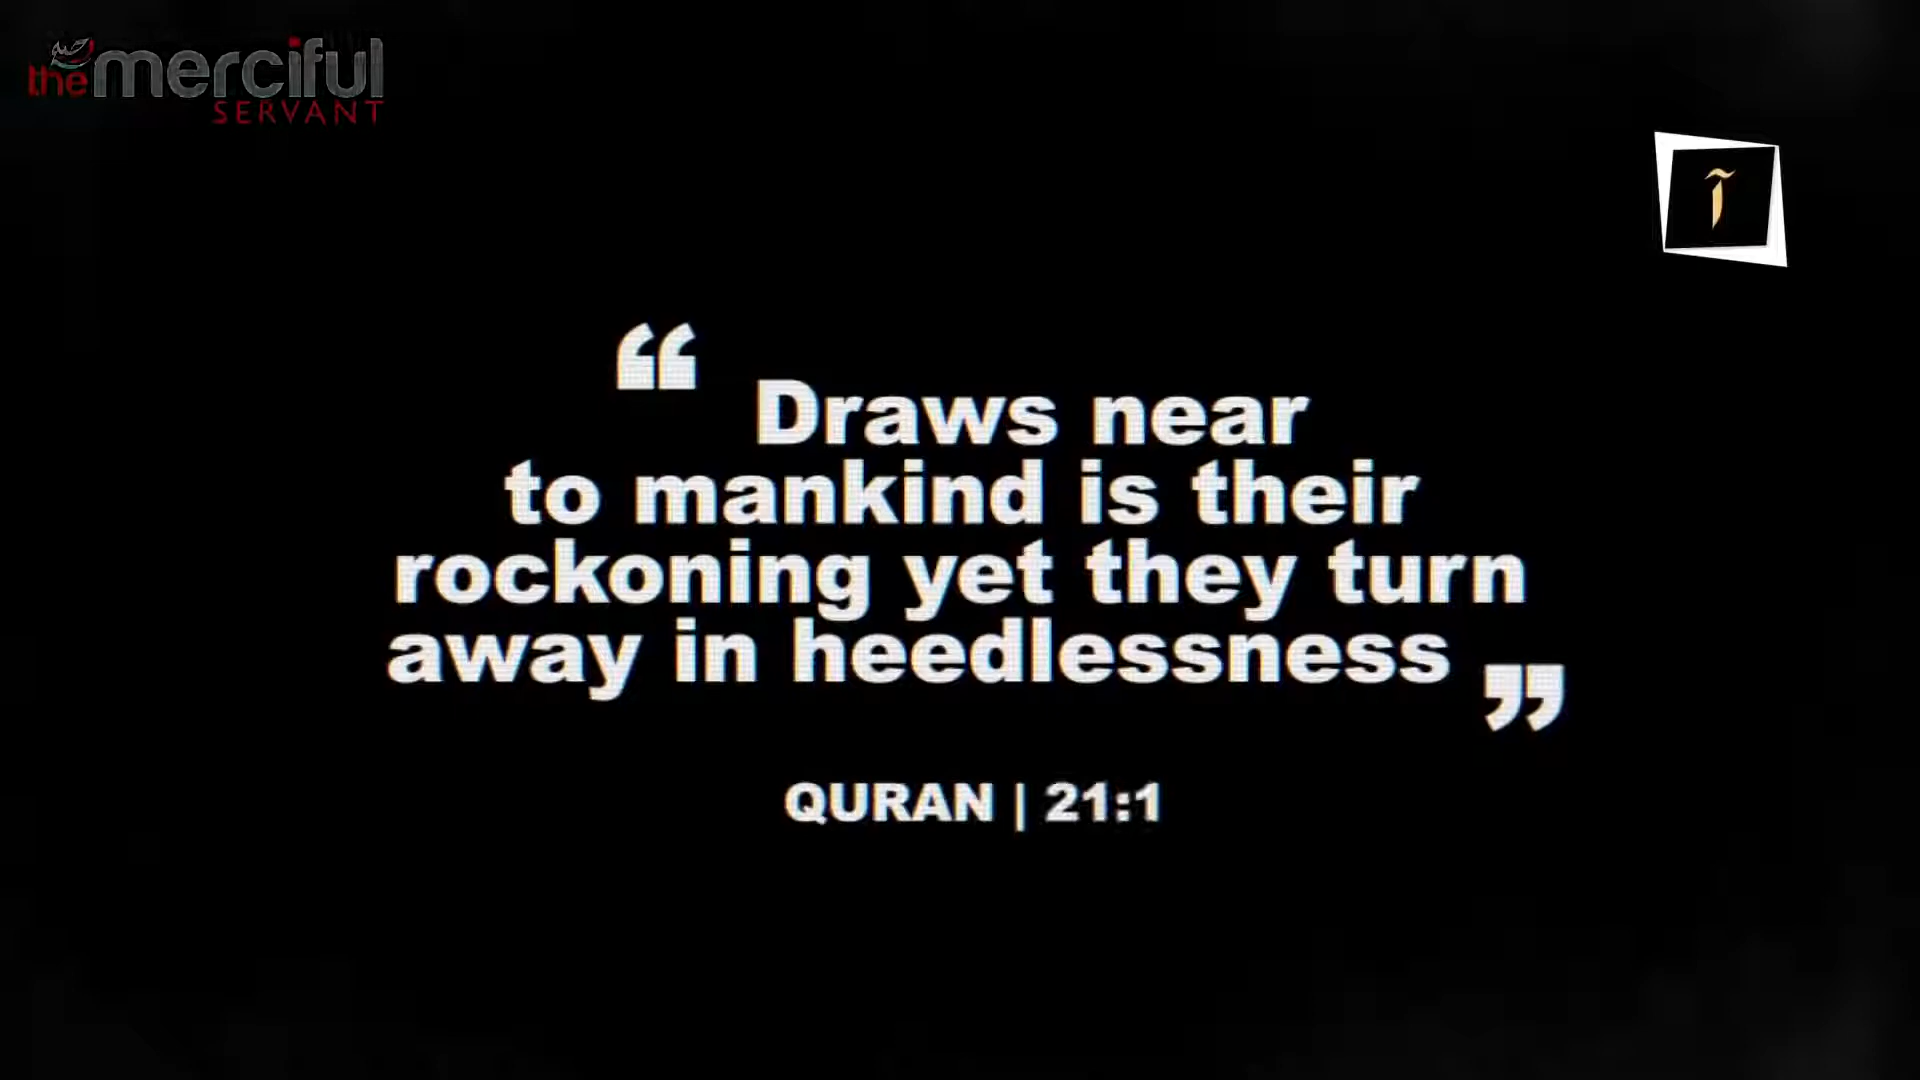 the merciful
SERVANT
آ
“ Draws near
to mankind is their
rockoning yet they turn
away in heedlessness ”
QURAN | 21:1